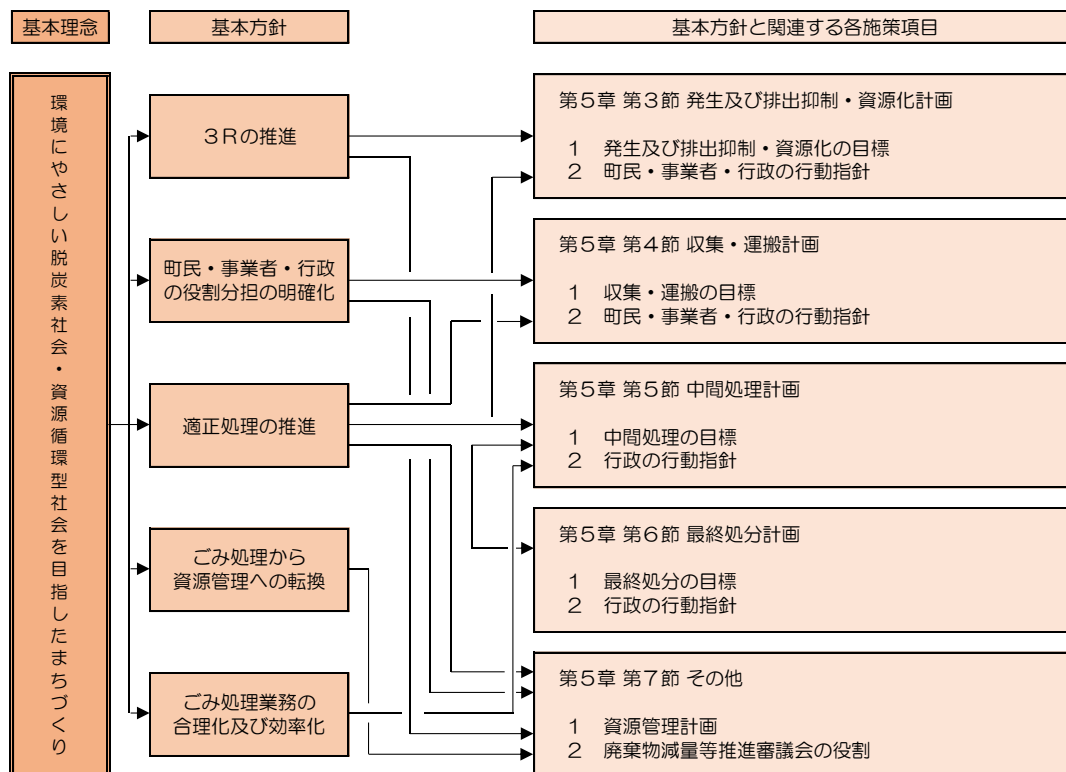 基本理念
基本方針
基本方針と関連する各施策項目
環境にやさしい脱炭素社会・資源循環型社会を目指したまちづくり
３Ｒの推進
町民・事業者・行政
の役割分担の明確化
適正処理の推進
ごみ処理から
資源管理への転換
ごみ処理業務の
合理化及び効率化
第５章 第３節 発生及び排出抑制・資源化計画
１ 発生及び排出抑制・資源化の目標
２ 町民・事業者・行政の行動指針
第５章 第４節 収集・運搬計画
１ 収集・運搬の目標
２ 町民・事業者・行政の行動指針
第５章 第５節 中間処理計画
１ 中間処理の目標
２ 行政の行動指針
第５章 第６節 最終処分計画
１ 最終処分の目標
２ 行政の行動指針
第５章 第７節 その他
１ 資源管理計画
２ 廃棄物減量等推進審議会の役割